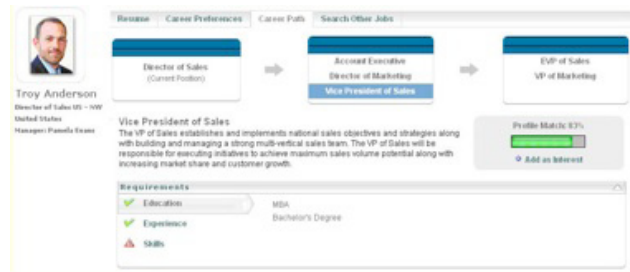 Resume Career Preferences Career Path Search Other Jobs
Director of Sales
(Current Position)
Account Executive
Director of Marketing
Vice President of Sales
EVP of Sales
VP of Marketing
Troy Anderson
Director of Sales US - NW
United States
Manager: Pamela Evans
Vice President of Sales
The VP of Sales establishes and implements national sales objectives and strategies along
with building and managing a strong multi-vertical sales team. The VP of Sales will be
responsible for executing initiatives to achieve maximum sales volume potential along with
increasing market share and customer growth.
Profile Match: 83%
Add as Interest
Requirements
Education
Experience
Skills
MBA
Bachelor's Degree